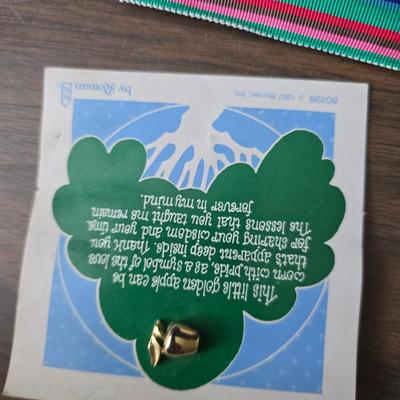 This little golden apple can be
worn with pride, as a symbol of the love
that's apparent deep inside. Thank you
for sharing your wisdom and your time.
The lessons that you taught me remain
forever in my mind.
by Roman
80198 © 1987 Roman, Inc.